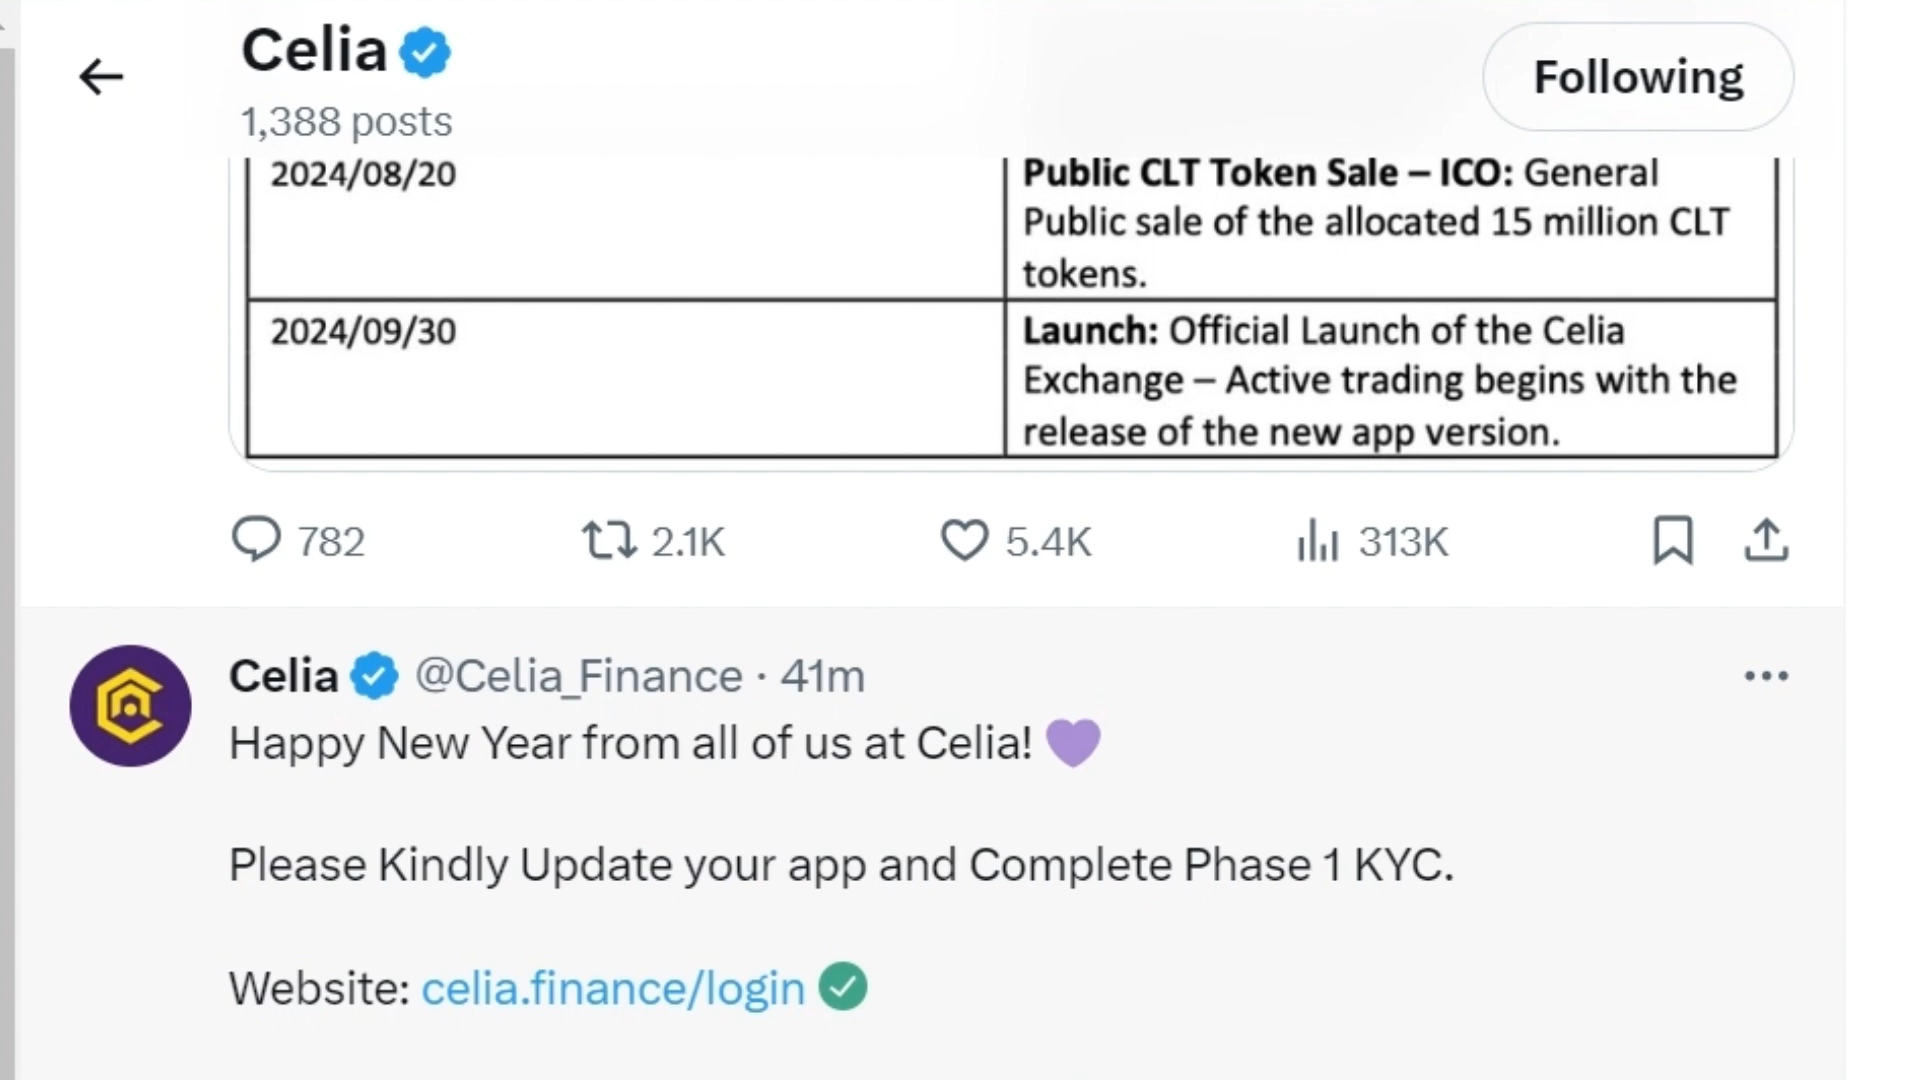 Celia
1,388 posts
Following
2024/08/20
Public CLT Token Sale – ICO: General
Public sale of the allocated 15 million CLT
tokens.
2024/09/30
Launch: Official Launch of the Celia
Exchange – Active trading begins with the
release of the new app version.
782
2.1K
5.4K
313K
Celia @Celia_Finance · 41m
Happy New Year from all of us at Celia! 💜
Please Kindly Update your app and Complete Phase 1 KYC.
Website: celia.finance/login